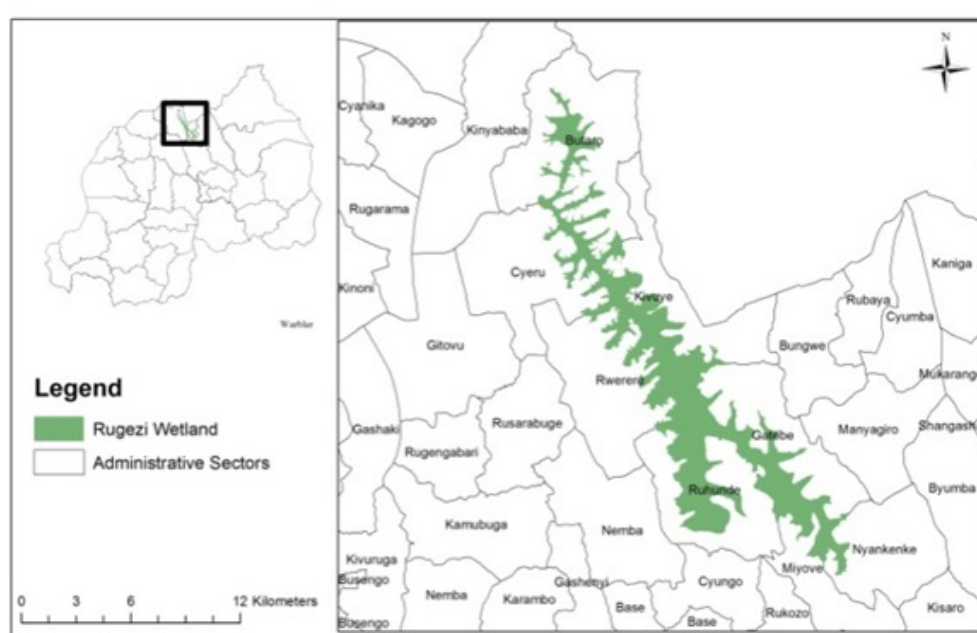 N
Cyanika
Kagogo
Kinyababa
Butaro
Rugarama
Kaniga
Cyeru
Rubaya
Kinoni
Kivuye
Cyumba
Warbler
Gitovu
Bungwe
Rwerere
Mukarange
Legend
Rugezi Wetland
Administrative Sectors
Gashaki
Rusarabuge
Gatebe
Manyagiro
Shangasha
Rugengabari
Ruhunde
Byumba
Kamubuga
Nemba
Nyankenke
Kivuruga
Miyove
Busengo
Gashenyi
Cyungo
Nemba
Karambo
Base
Rukozo
Kisaro
Base
Busengo
0 3 6 12 Kilometers